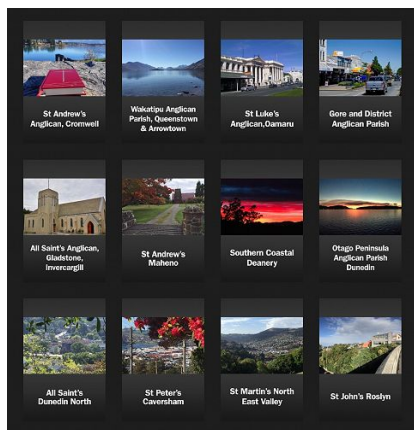 St Andrew's
Anglican, Cromwell
Wakatipu Anglican
Parish, Queenstown
& Arrowtown
St Luke's
Anglican,Oamaru
Gore and District
Anglican Parish
All Saint's Anglican,
Gladstone,
Invercargill
St Andrew's
Maheno
Southern Coastal
Deanery
Otago Peninsula
Anglican Parish
Dunedin
All Saint's
Dunedin North
St Peter's
Caversham
St Martin's North
East Valley
St John's Roslyn